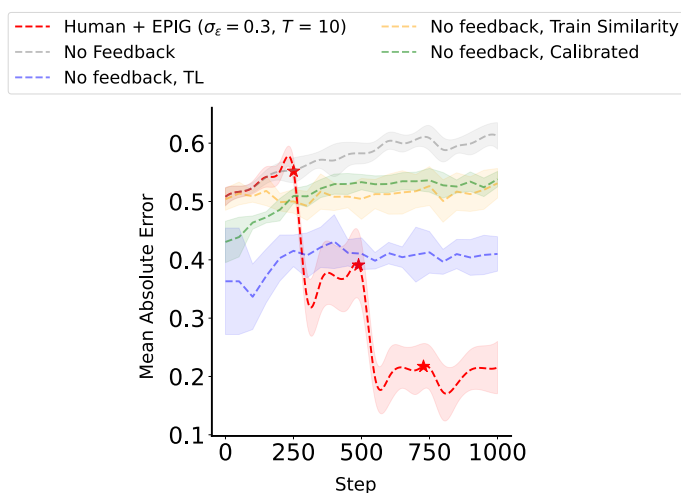 Human + EPIG (σε = 0.3, T = 10)
No Feedback
No feedback, TL
No feedback, Train Similarity
No feedback, Calibrated
Mean Absolute Error
0.6
0.5
0.4
0.3
0.2
0.1
0 250 500 750 1000
Step